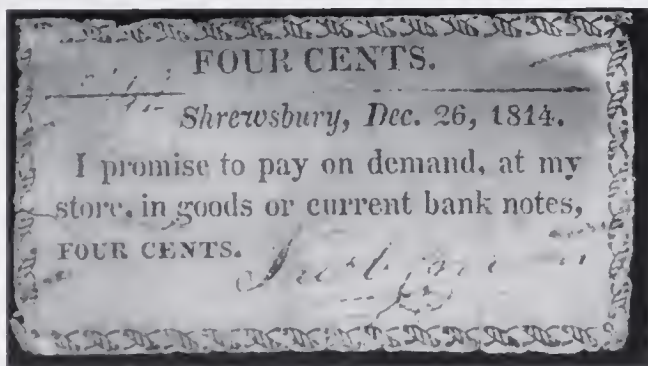 FOUR CENTS.
Shrewsbury, Dec. 26, 1814.
I promise to pay on demand, at my
store, in goods or current bank notes,
FOUR CENTS.